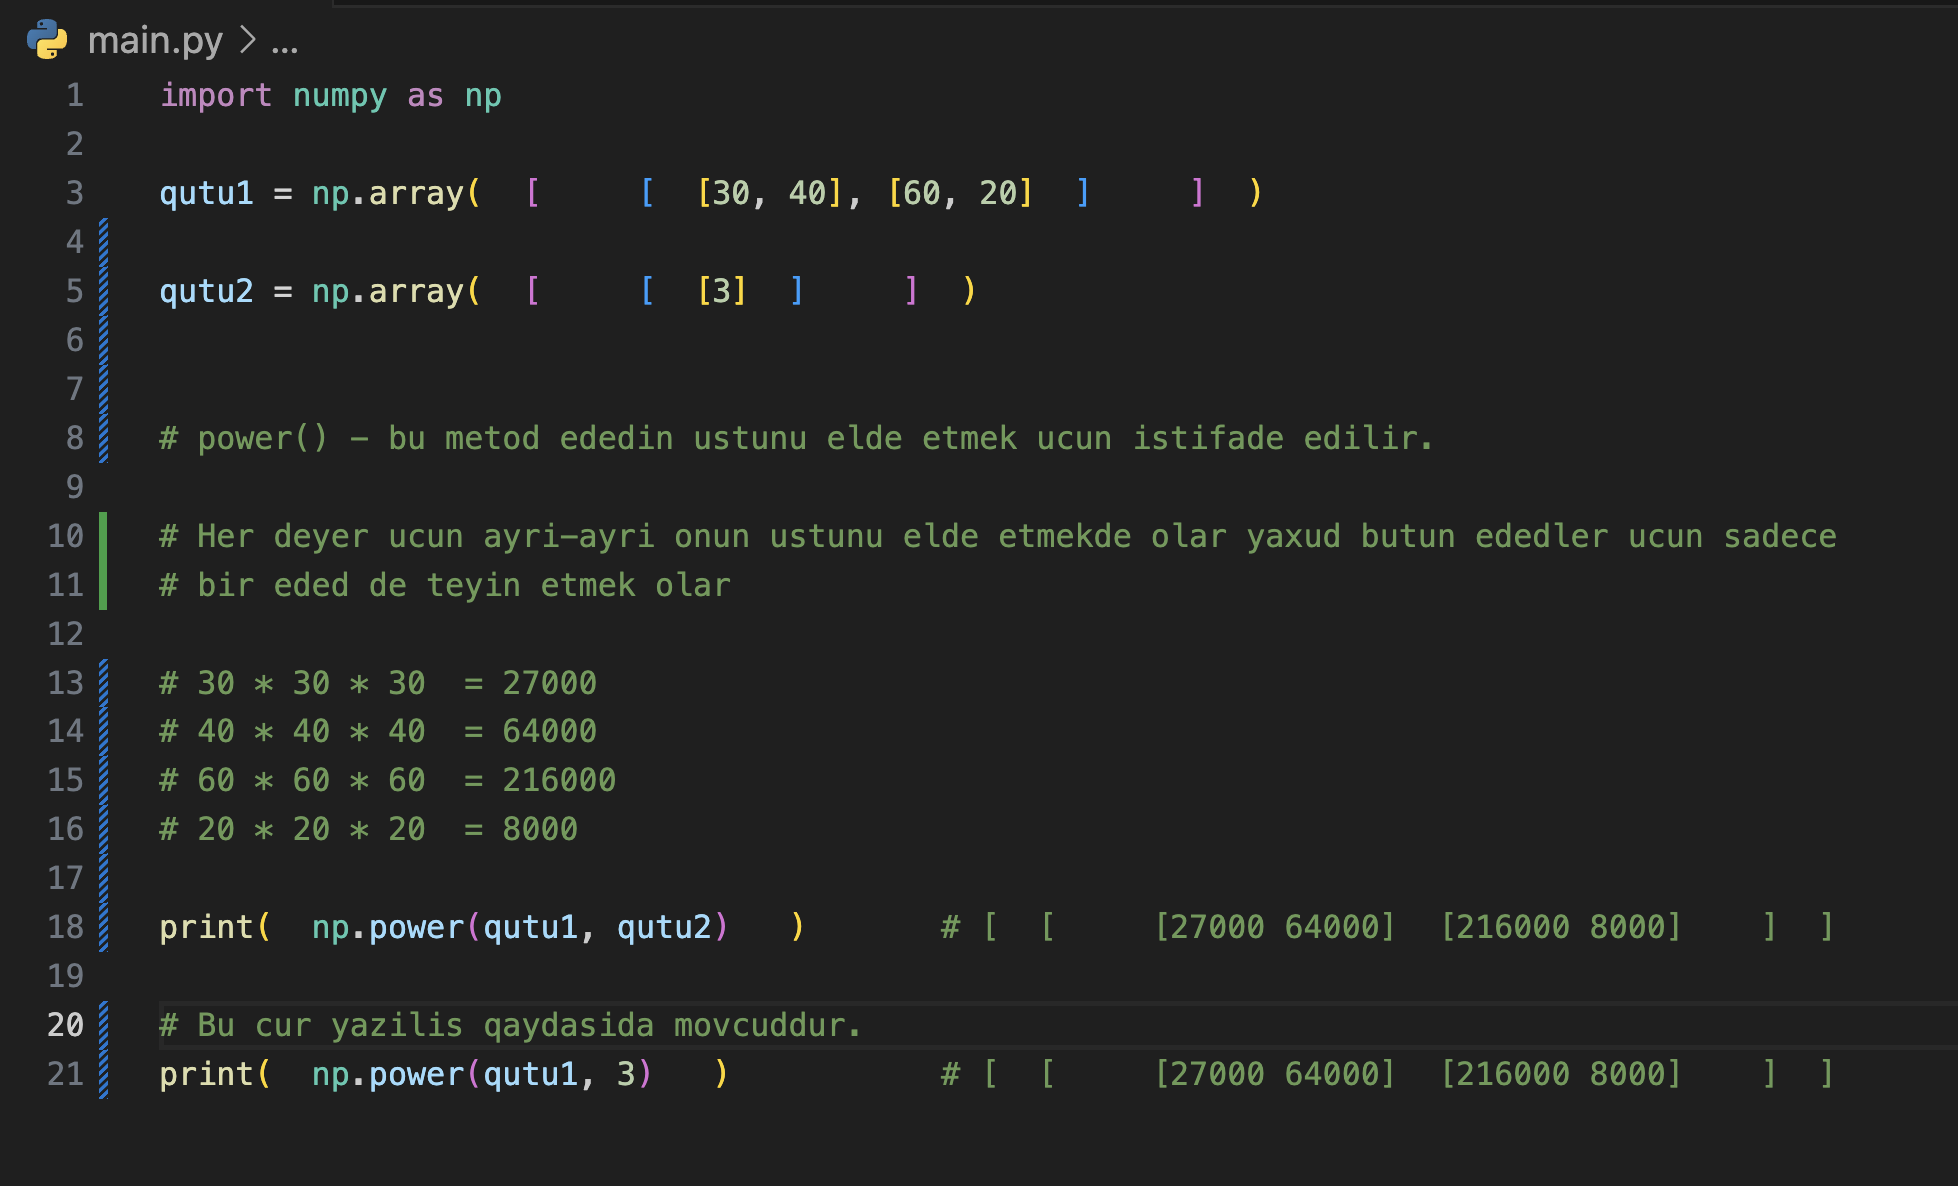 main.py > ...
1 import numpy as np
2
3 qutu1 = np.array(  [     [  [30, 40], [60, 20]  ]     ]  )
4
5 qutu2 = np.array(  [     [  [3]  ]     ]  )
6
7
8 # power() - bu metod ededin ustunu elde etmek ucun istifade edilir.
9
10 # Her deyer ucun ayri-ayri onun ustunu elde etmekde olar yaxud butun ededler ucun sadece
11 # bir eded de teyin etmek olar
12
13 # 30 * 30 * 30  = 27000
14 # 40 * 40 * 40  = 64000
15 # 60 * 60 * 60  = 216000
16 # 20 * 20 * 20  = 8000
17
18 print(  np.power(qutu1, qutu2)   )       # [  [     [27000 64000]  [216000 8000]    ]  ]
19
20 # Bu cur yazilis qaydasida movcuddur.
21 print(  np.power(qutu1, 3)   )           # [  [     [27000 64000]  [216000 8000]    ]  ]